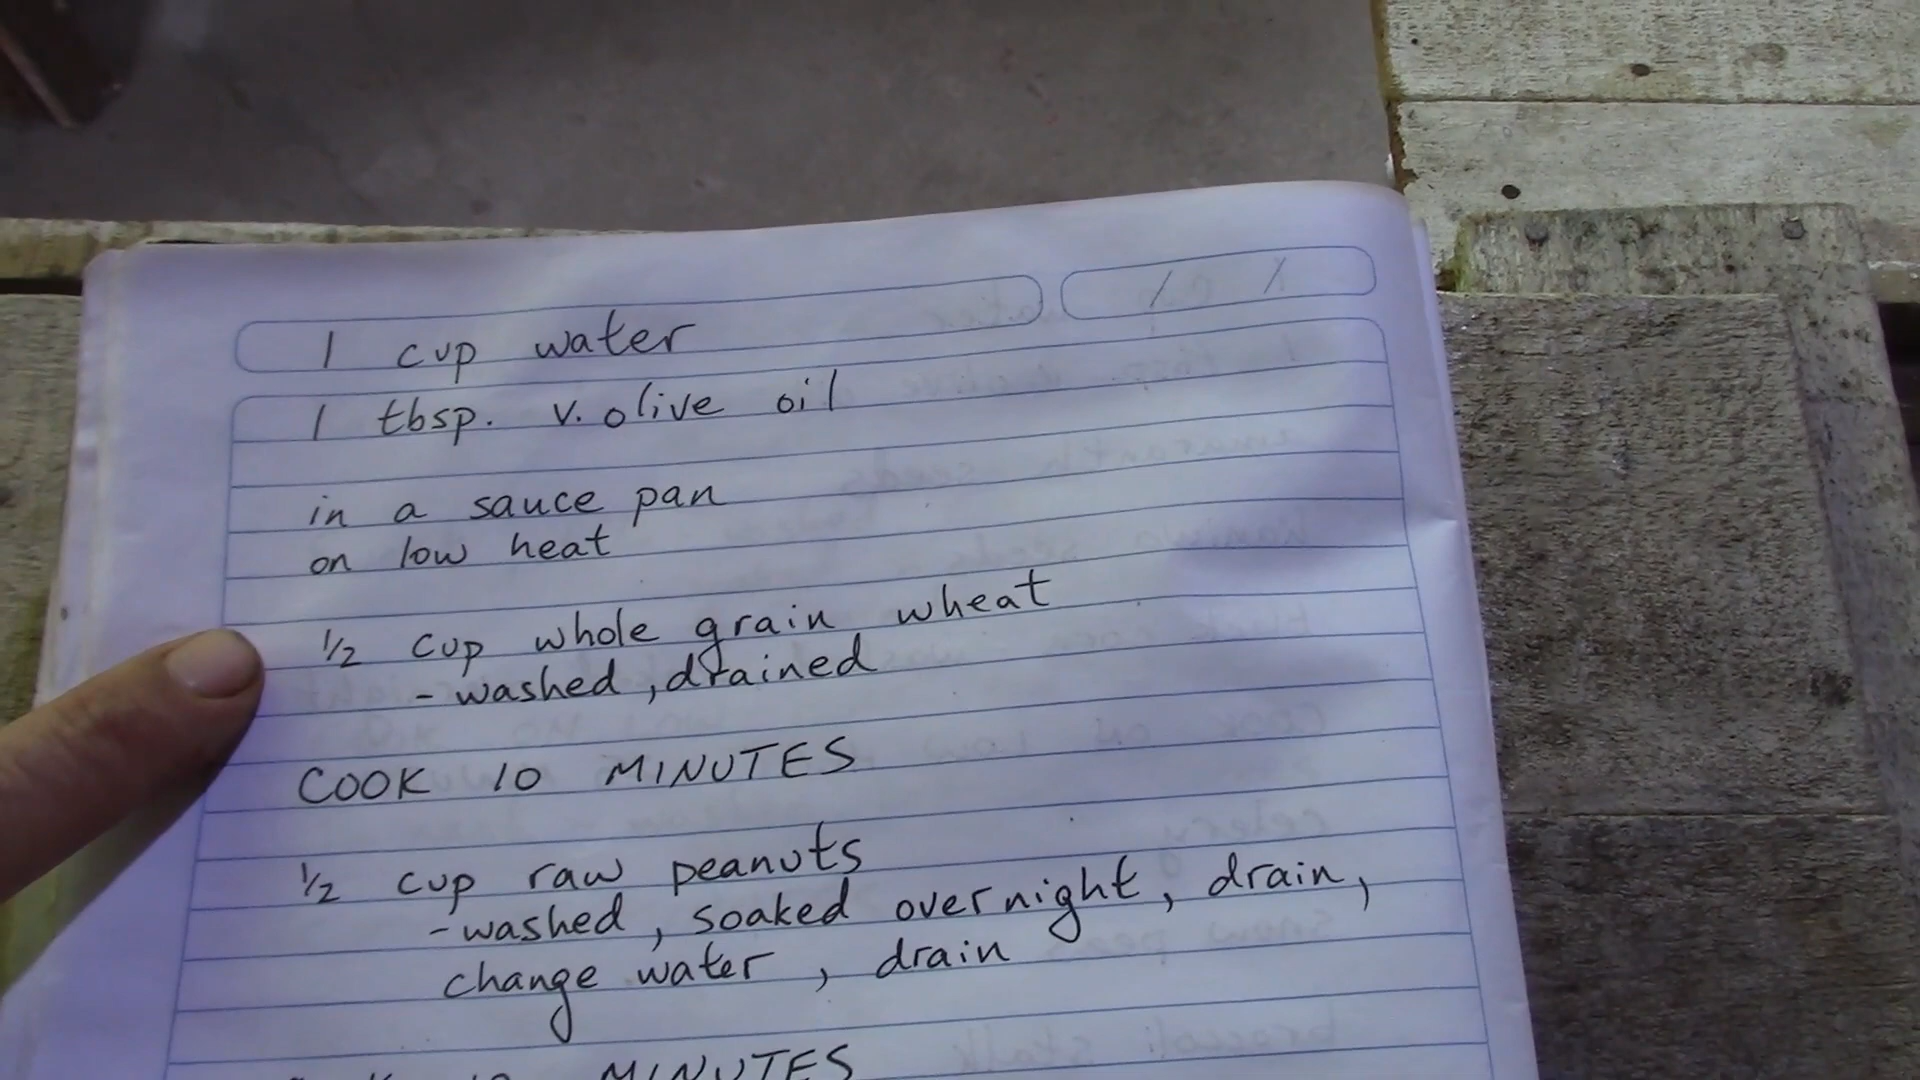 1 cup water
1 tbsp. v. olive oil
in a sauce pan
on low heat
1/2 cup whole grain wheat
- washed, drained
COOK 10 MINUTES
1/2 cup raw peanuts
- washed, soaked overnight, drain,
change water, drain
MINUTES